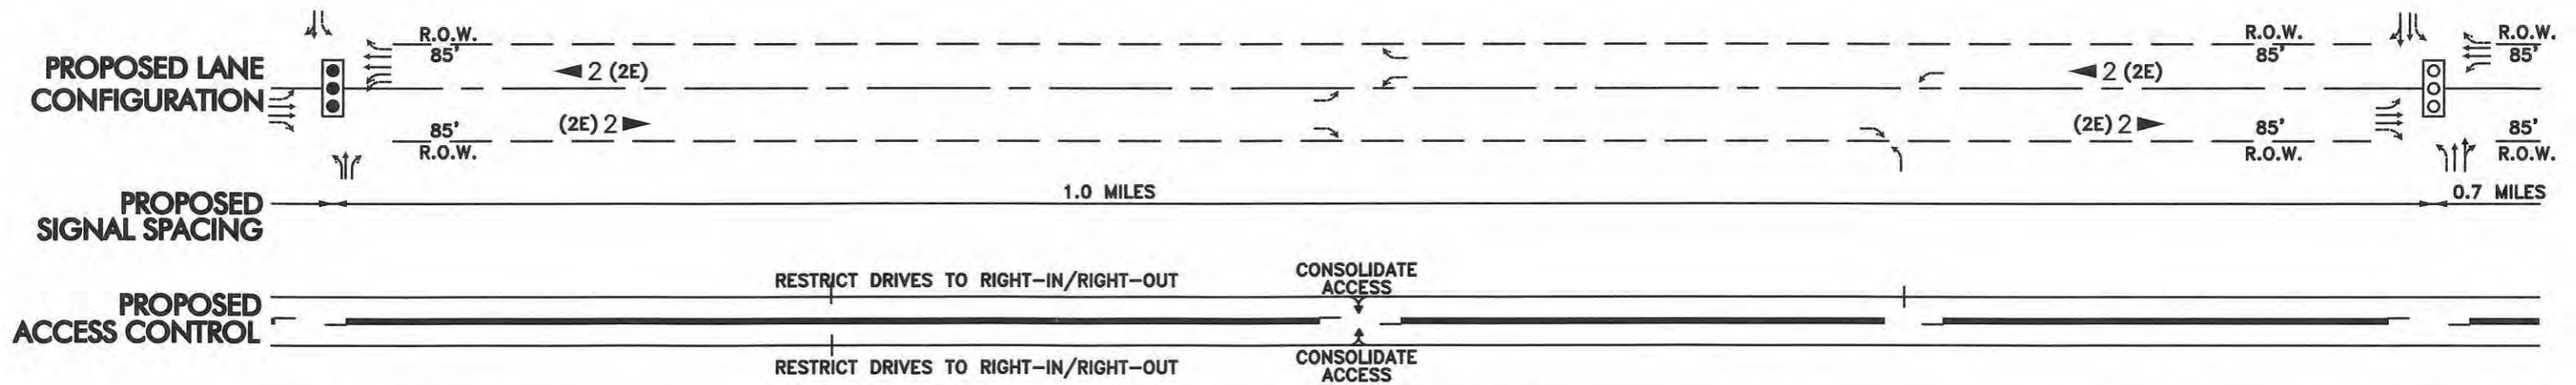 PROPOSED LANE
CONFIGURATION
R.O.W.
85'
2 (2E)
(2E) 2
85'
R.O.W.
R.O.W.
85'
2 (2E)
(2E) 2
85'
R.O.W.
R.O.W.
85'
85'
R.O.W.
PROPOSED
SIGNAL SPACING
1.0 MILES
0.7 MILES
PROPOSED
ACCESS CONTROL
RESTRICT DRIVES TO RIGHT-IN/RIGHT-OUT
CONSOLIDATE
ACCESS
RESTRICT DRIVES TO RIGHT-IN/RIGHT-OUT
CONSOLIDATE
ACCESS